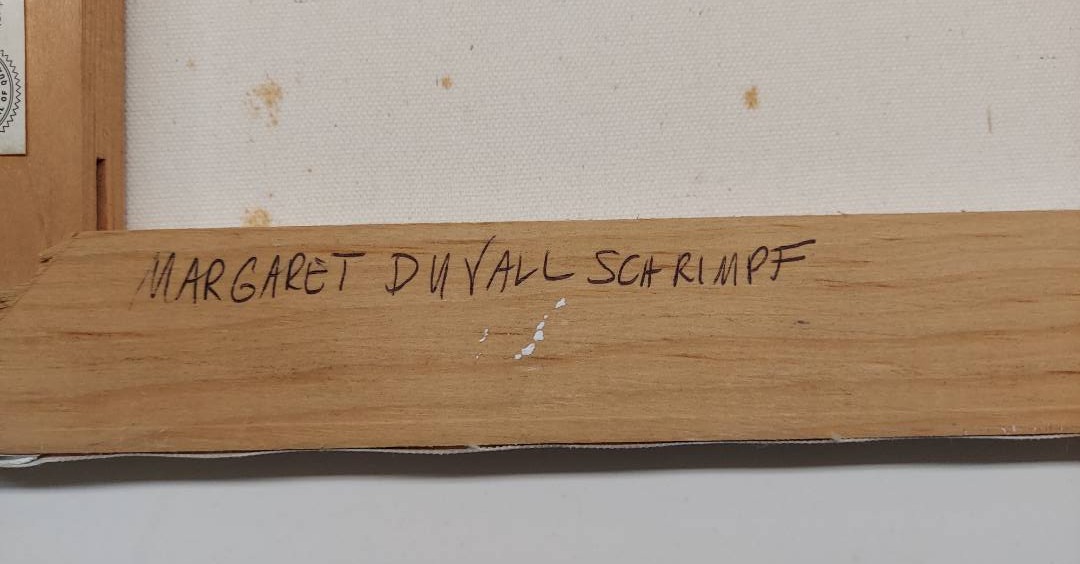 MARGARET DUVALL SCHRIMPF